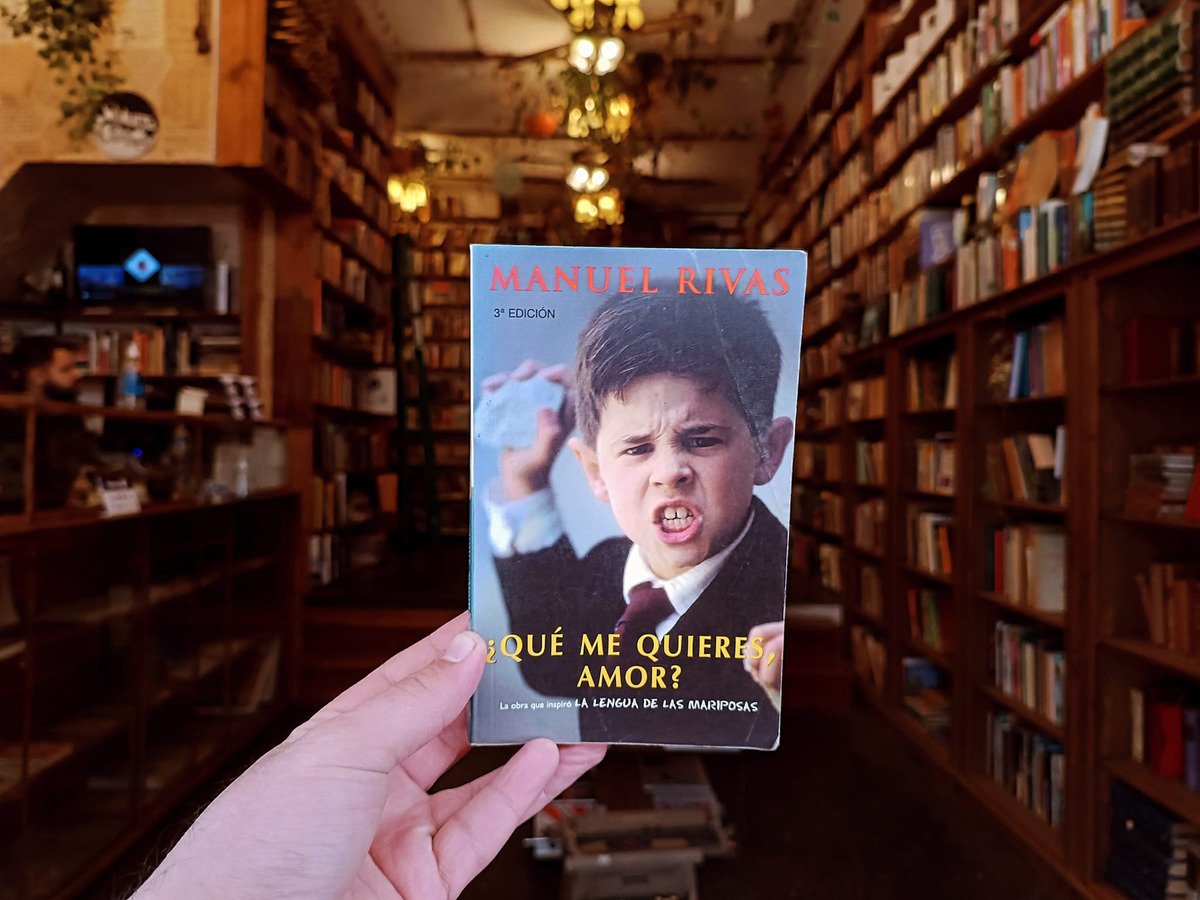 MANUEL RIVAS
3ª EDICIÓN
¿QUÉ ME QUIERES,
AMOR?
La obra que inspiró LA LENGUA DE LAS MARIPOSAS